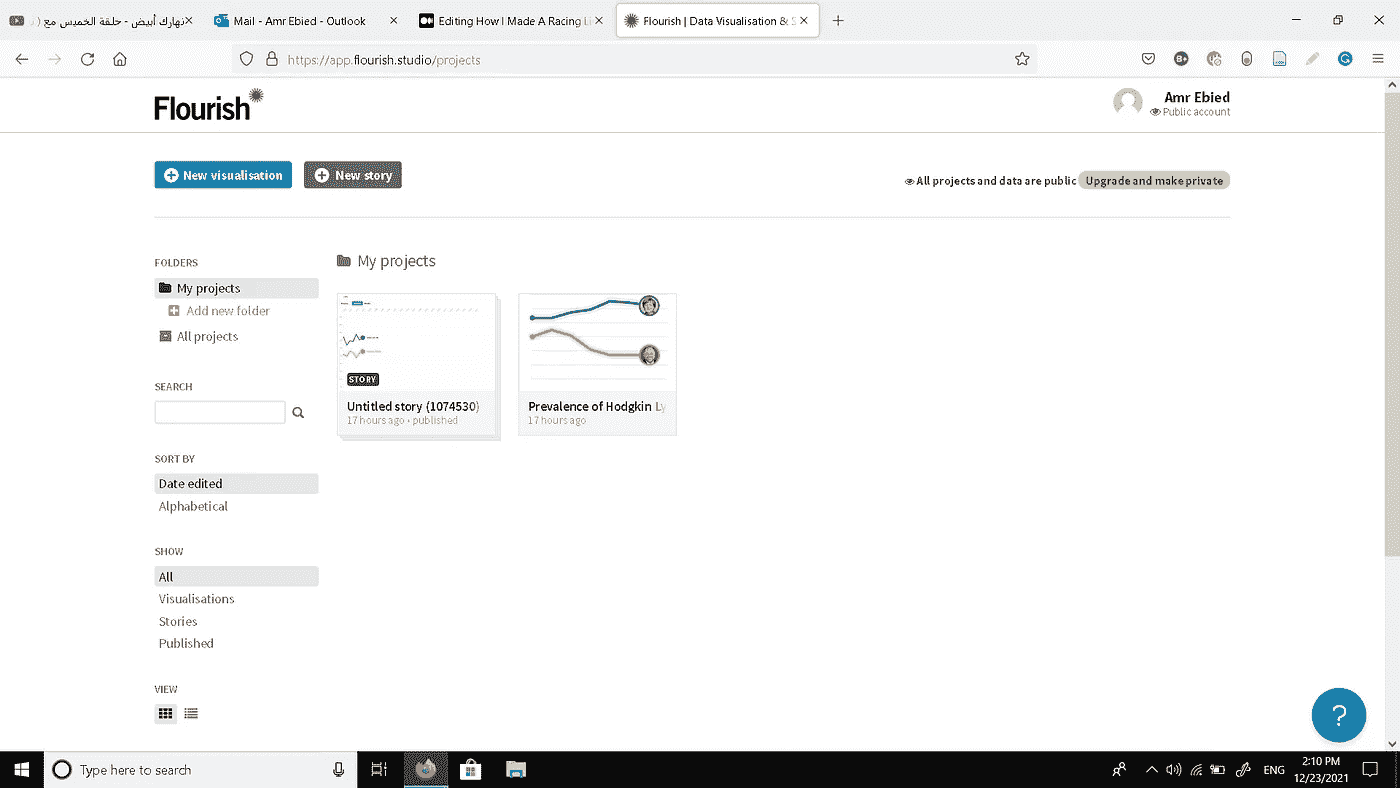 نهارك أبيض - حلقة الخميس مع
Mail - Amr Ebied - Outlook
Editing How I Made A Racing Li
Flourish | Data Visualisation & S
https://app.flourish.studio/projects
Flourish
Amr Ebied
Public account
New visualisation
New story
All projects and data are public Upgrade and make private
FOLDERS
My projects
Add new folder
All projects
SEARCH
SORT BY
Date edited
Alphabetical
SHOW
All
Visualisations
Stories
Published
VIEW
My projects
STORY
Untitled story (1074530)
17 hours ago • published
Prevalence of Hodgkin Ly
17 hours ago
?
Type here to search
ENG
2:10 PM
12/23/2021